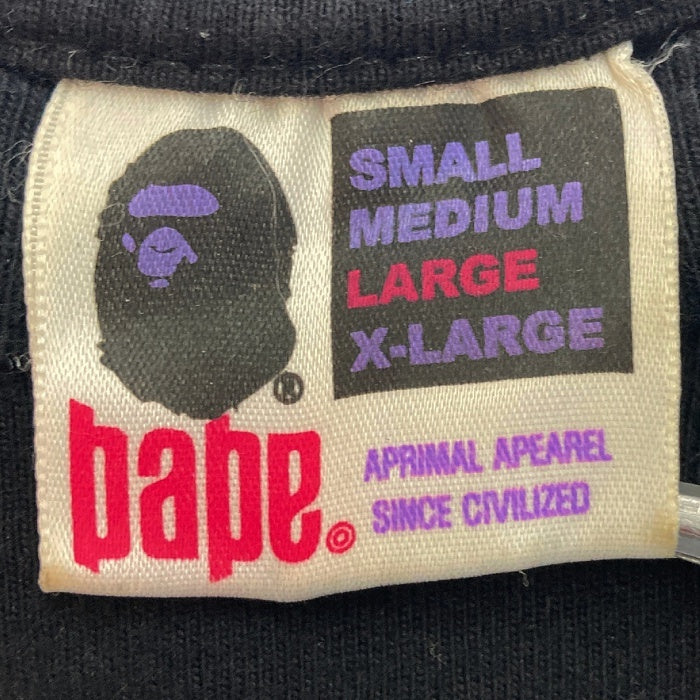 SMALL
MEDIUM
LARGE
X-LARGE
®
bape®
APRIMAL APEAREL
SINCE CIVILIZED